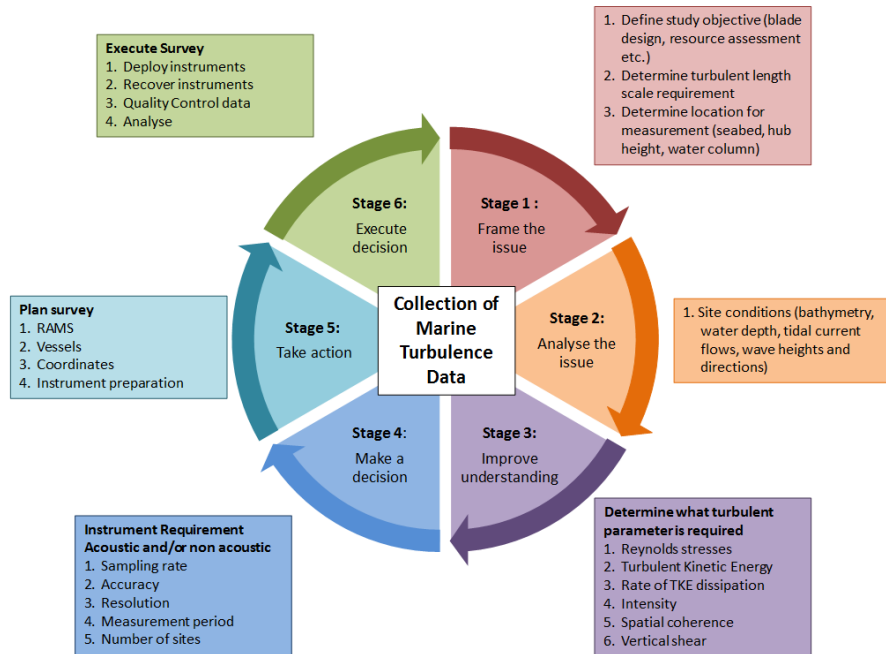 Execute Survey
1. Deploy instruments
2. Recover instruments
3. Quality Control data
4. Analyse
1. Define study objective (blade
design, resource assessment
etc.)
2. Determine turbulent length
scale requirement
3. Determine location for
measurement (seabed, hub
height, water column)
Stage 6:
Execute
decision
Stage 1 :
Frame the
issue
Plan survey
1. RAMS
2. Vessels
3. Coordinates
4. Instrument preparation
Stage 5:
Take action
Collection of
Marine
Turbulence
Data
Stage 2:
Analyse the
issue
1. Site conditions (bathymetry,
water depth, tidal current
flows, wave heights and
directions)
Stage 4:
Make a
decision
Stage 3:
Improve
understanding
Instrument Requirement
Acoustic and/or non acoustic
1. Sampling rate
2. Accuracy
3. Resolution
4. Measurement period
5. Number of sites
Determine what turbulent
parameter is required
1. Reynolds stresses
2. Turbulent Kinetic Energy
3. Rate of TKE dissipation
4. Intensity
5. Spatial coherence
6. Vertical shear